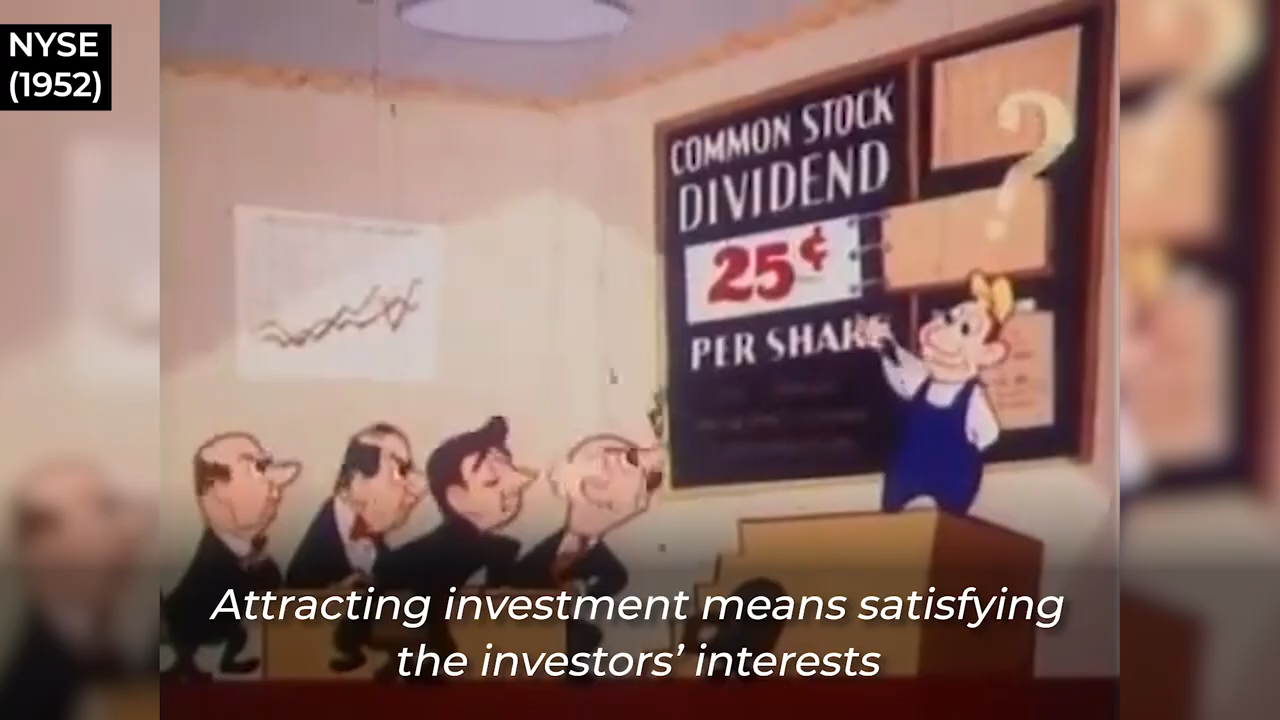 NYSE
(1952)
COMMON STOCK
DIVIDEND
25¢
PER SHARE
?
Attracting investment means satisfying
the investors’ interests